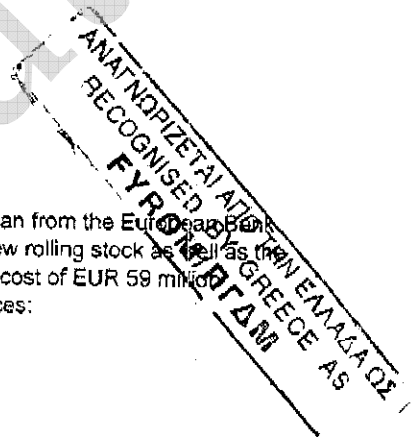 ΑΝΑΓΝΩΡΙΖΕΤΑΙ ΑΠΟ ΤΗΝ ΕΛΛΑΔΑ ΩΣ
RECOGNISED BY GREECE AS
FYROM/ΠΓΔΜ
an from the European Bank
ew rolling stock as well as the
cost of EUR 59 million
ces: